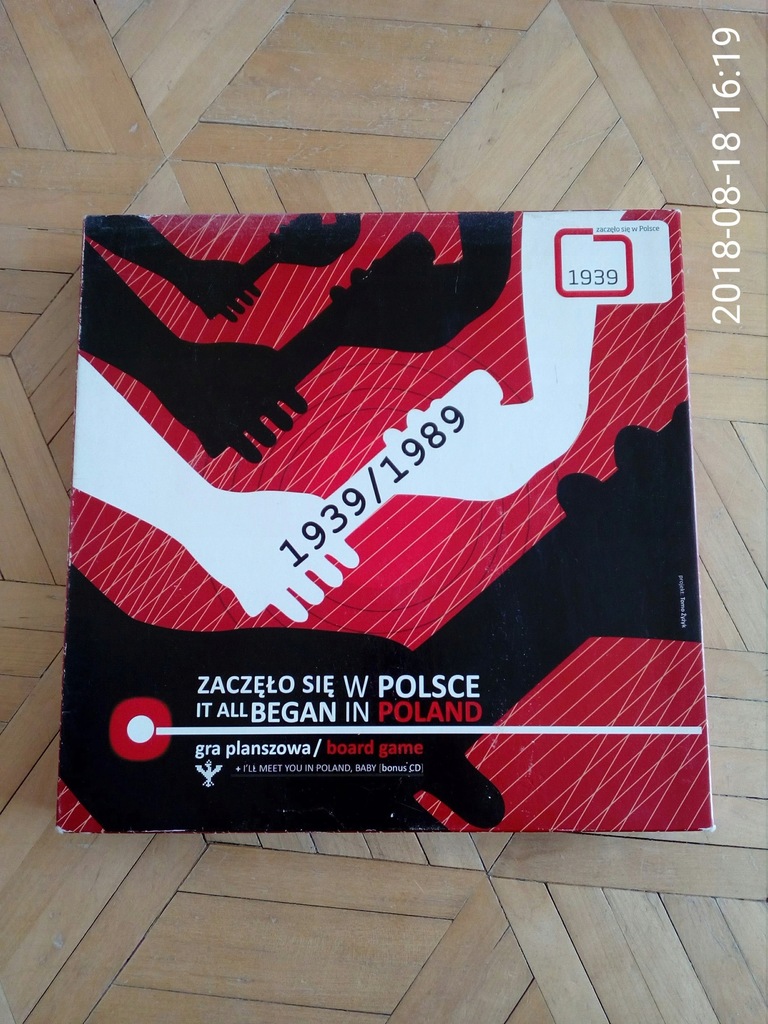 2018-08-18 16:19
zaczęło się w Polsce
1939
1939/1989
projekt: Tomo Żyżyk
ZACZĘŁO SIĘ W POLSCE
IT ALL BEGAN IN POLAND
gra planszowa / board game
+ I'LL MEET YOU IN POLAND, BABY [bonus CD]